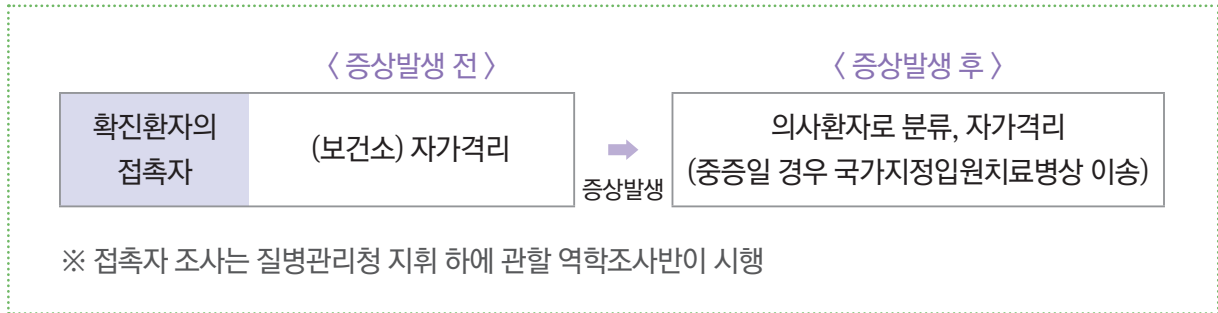 〈 증상발생 전 〉
〈 증상발생 후 〉
확진환자의
접촉자
(보건소) 자가격리
증상발생
의사환자로 분류, 자가격리
(중증일 경우 국가지정입원치료병상 이송)
※ 접촉자 조사는 질병관리청 지휘 하에 관할 역학조사반이 시행